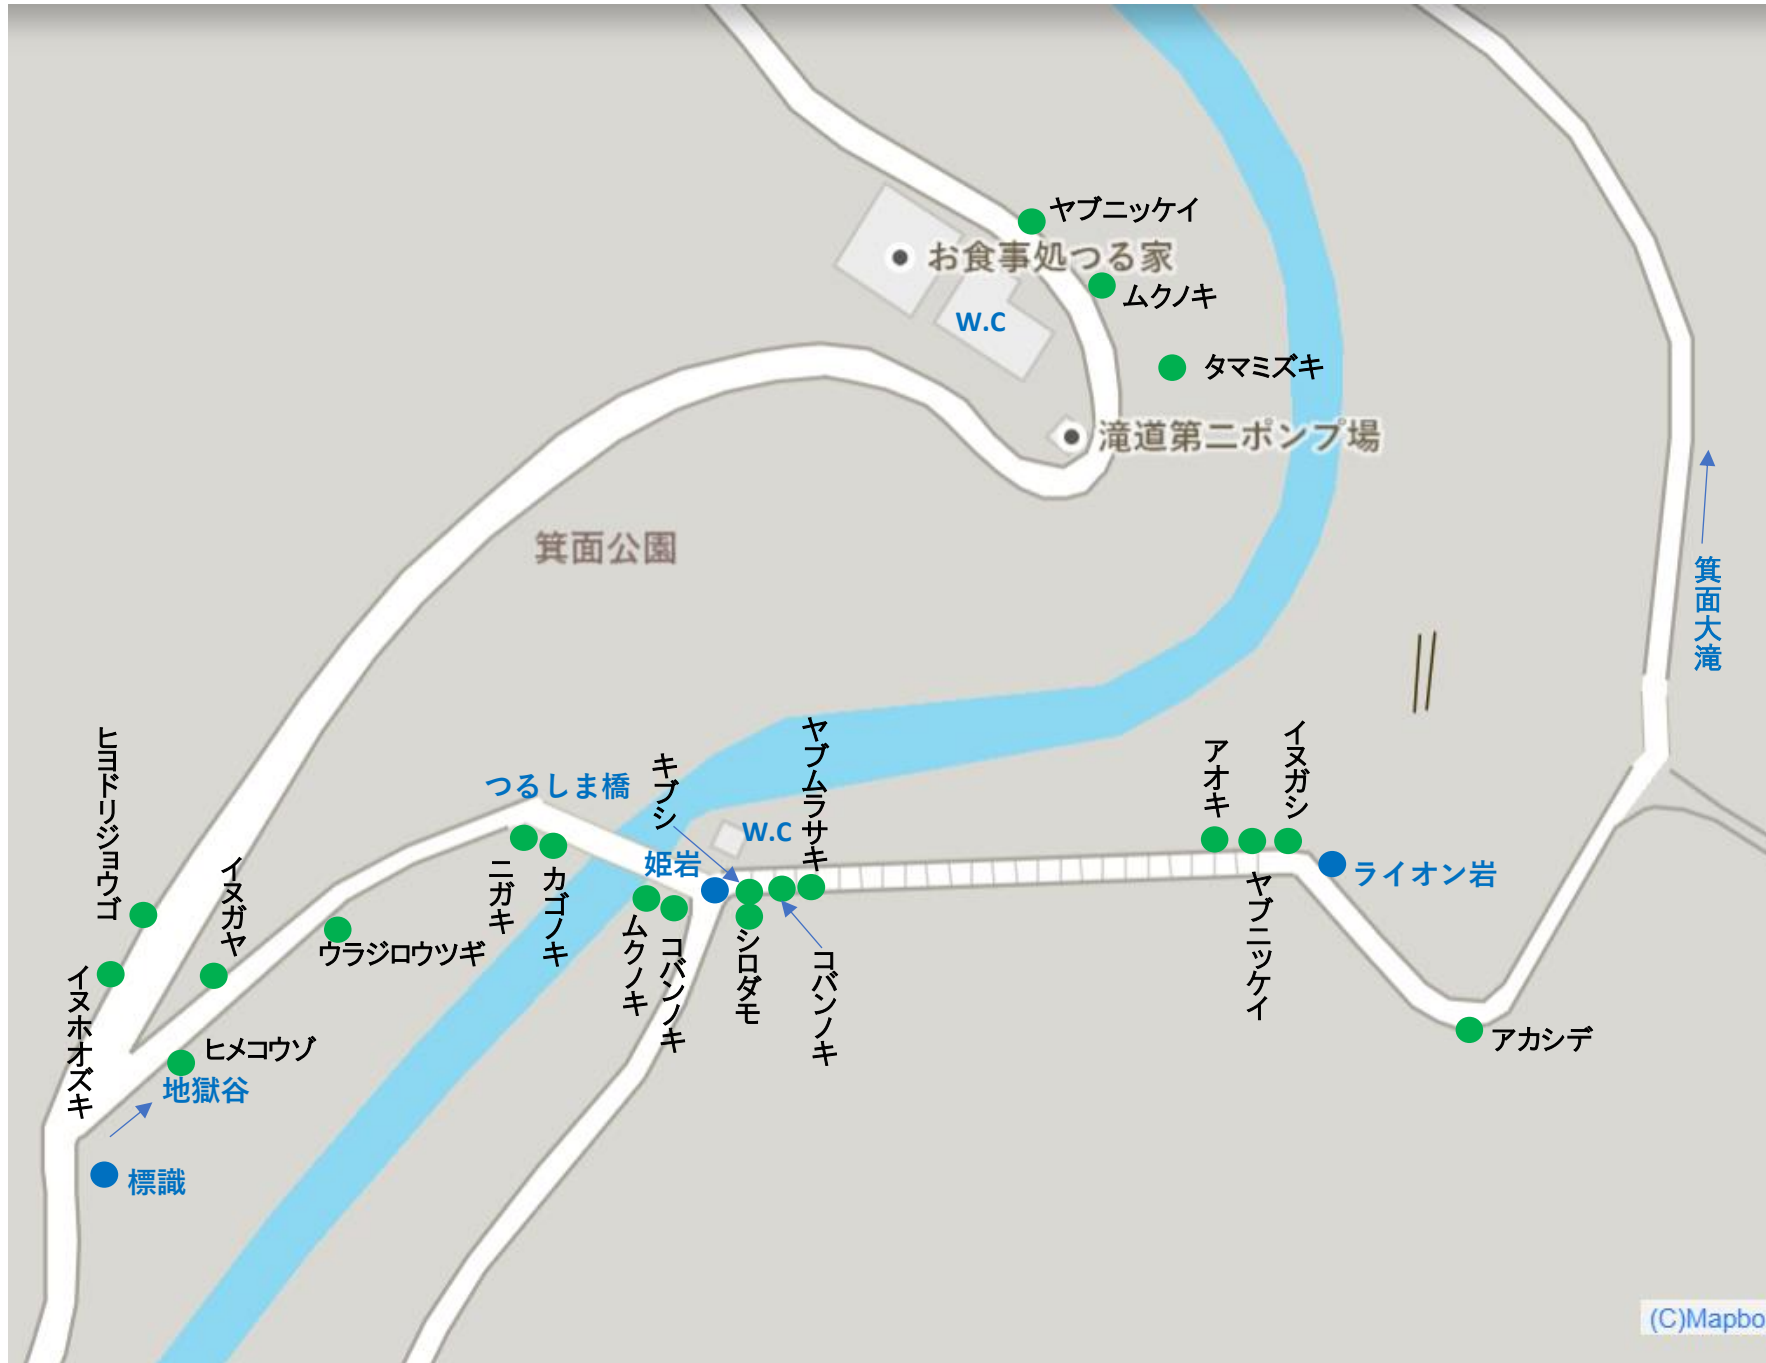 ヤブニッケイ
お食事処つる家
ムクノキ
W.C
タマミズキ
滝道第二ポンプ場
箕面公園
箕面大滝
ヒヨドリジョウゴ
つるしま橋
キブシ
ヤブムラサキ
アオキ
イヌガシ
W.C
姫岩
ライオン岩
イヌガヤ
ニガキ
カゴノキ
ヤブニッケイ
ウラジロウツギ
ムクノキ
コバンノキ
シロダモ
コバンノキ
イヌホオズキ
ヒメコウゾ
アカシデ
地獄谷
標識
(C)Mapbo